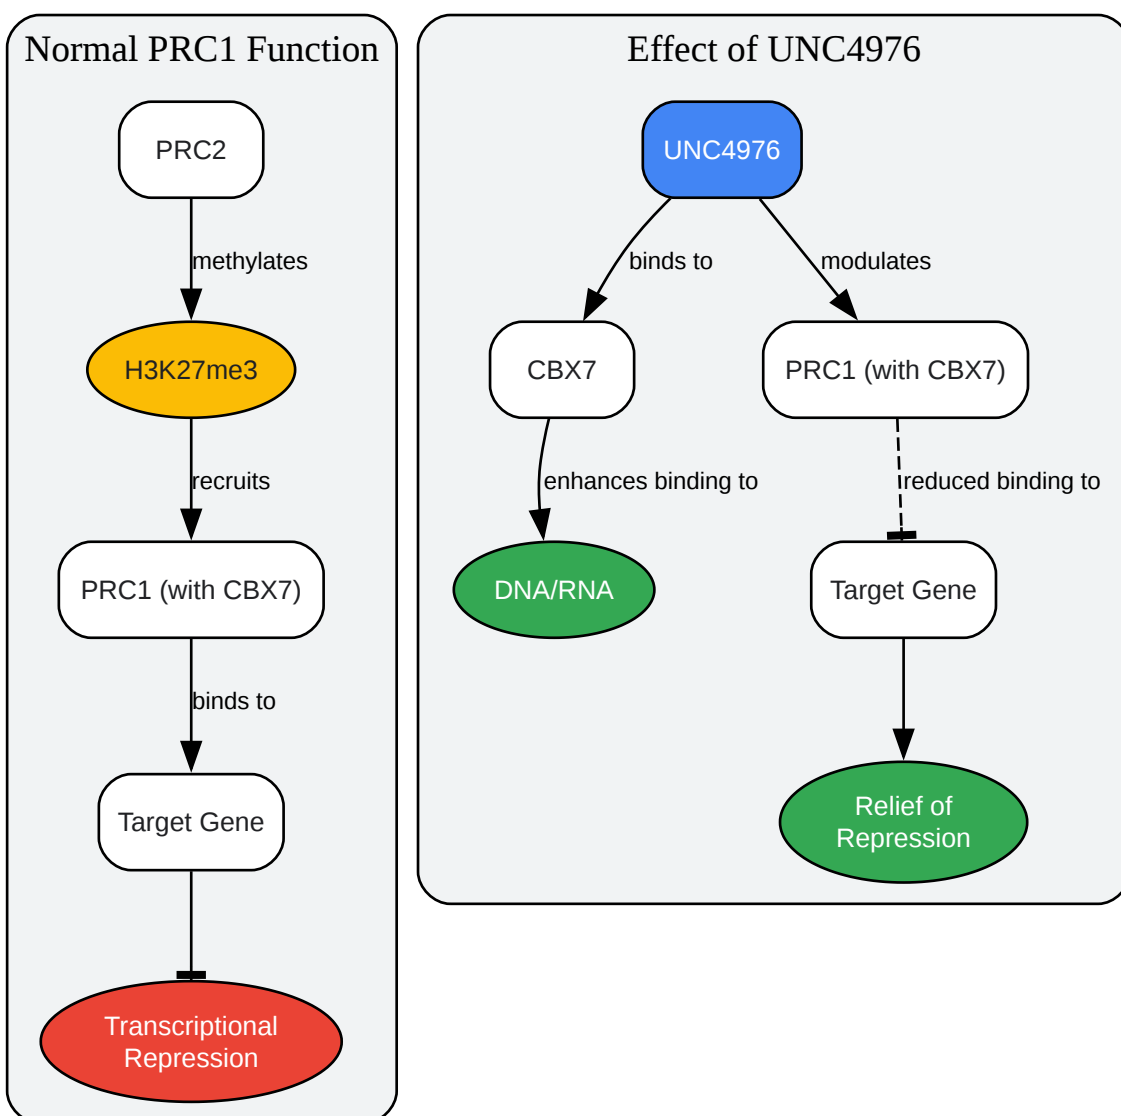 Normal PRC1 Function
PRC2
methylates
H3K27me3
recruits
PRC1 (with CBX7)
binds to
Target Gene
Transcriptional
Repression
Effect of UNC4976
UNC4976
binds to
modulates
CBX7
PRC1 (with CBX7)
enhances binding to
reduced binding to
DNA/RNA
Target Gene
Relief of
Repression